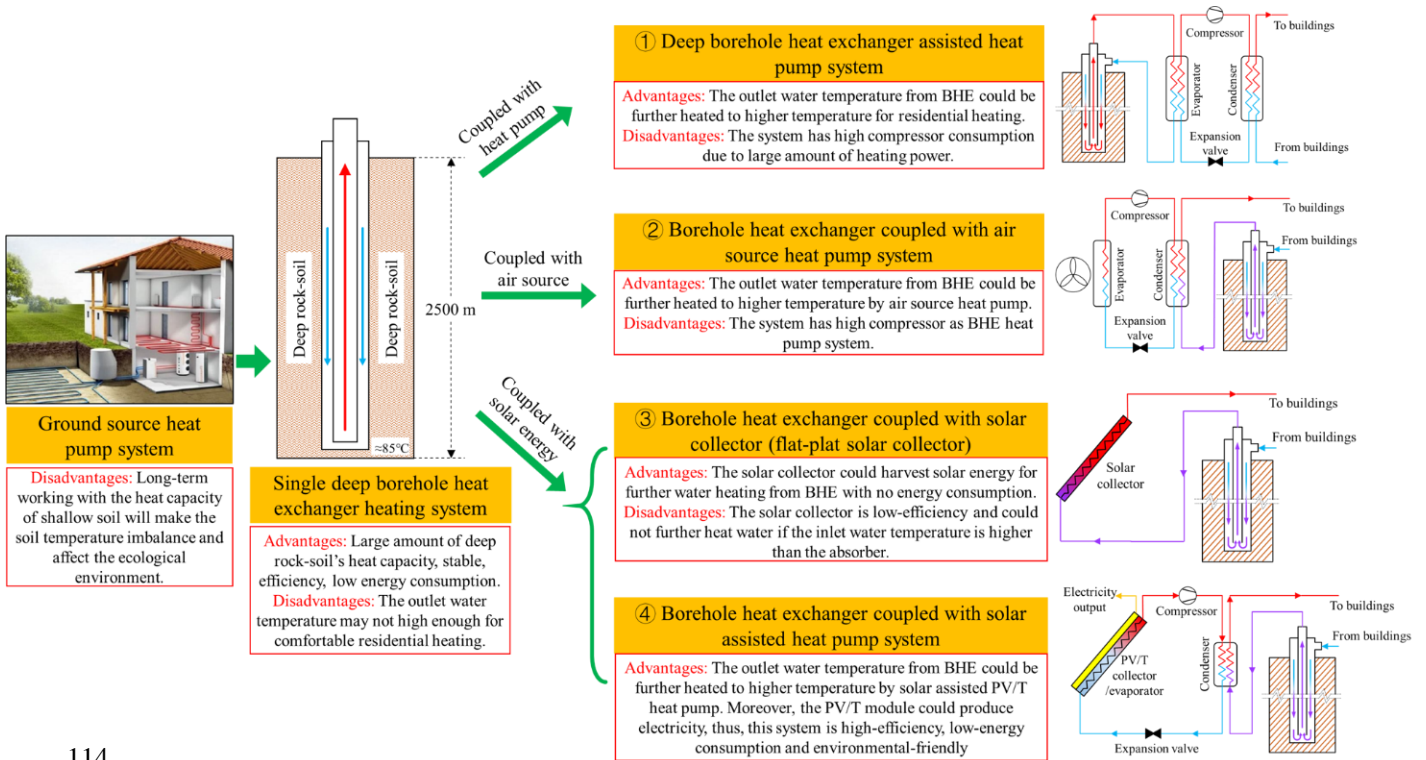 Ground source heat
pump system
Disadvantages: Long-term
working with the heat capacity
of shallow soil will make the
soil temperature imbalance and
affect the ecological
environment.
Deep rock-soil
Deep rock-soil
2500 m
≈85℃
Single deep borehole heat
exchanger heating system
Advantages: Large amount of deep
rock-soil's heat capacity, stable,
efficiency, low energy consumption.
Disadvantages: The outlet water
temperature may not high enough for
comfortable residential heating.
Coupled with
heat pump
Coupled with
air source
Coupled with
solar energy
① Deep borehole heat exchanger assisted heat
pump system
Advantages: The outlet water temperature from BHE could be
further heated to higher temperature for residential heating.
Disadvantages: The system has high compressor consumption
due to large amount of heating power.
Compressor
To buildings
Evaporator
Condenser
Expansion
valve
From buildings
② Borehole heat exchanger coupled with air
source heat pump system
Advantages: The outlet water temperature from BHE could be
further heated to higher temperature by air source heat pump.
Disadvantages: The system has high compressor as BHE heat
pump system.
Compressor
To buildings
From buildings
Evaporator
Condenser
Expansion
valve
③ Borehole heat exchanger coupled with solar
collector (flat-plat solar collector)
Advantages: The solar collector could harvest solar energy for
further water heating from BHE with no energy consumption.
Disadvantages: The solar collector is low-efficiency and could
not further heat water if the inlet water temperature is higher
than the absorber.
To buildings
From buildings
Solar
collector
④ Borehole heat exchanger coupled with solar
assisted heat pump system
Advantages: The outlet water temperature from BHE could be
further heated to higher temperature by solar assisted PV/T
heat pump. Moreover, the PV/T module could produce
electricity, thus, this system is high-efficiency, low-energy
consumption and environmental-friendly
Electricity
output
Compressor
To buildings
From buildings
PV/T
collector
/evaporator
Condenser
Expansion valve
114